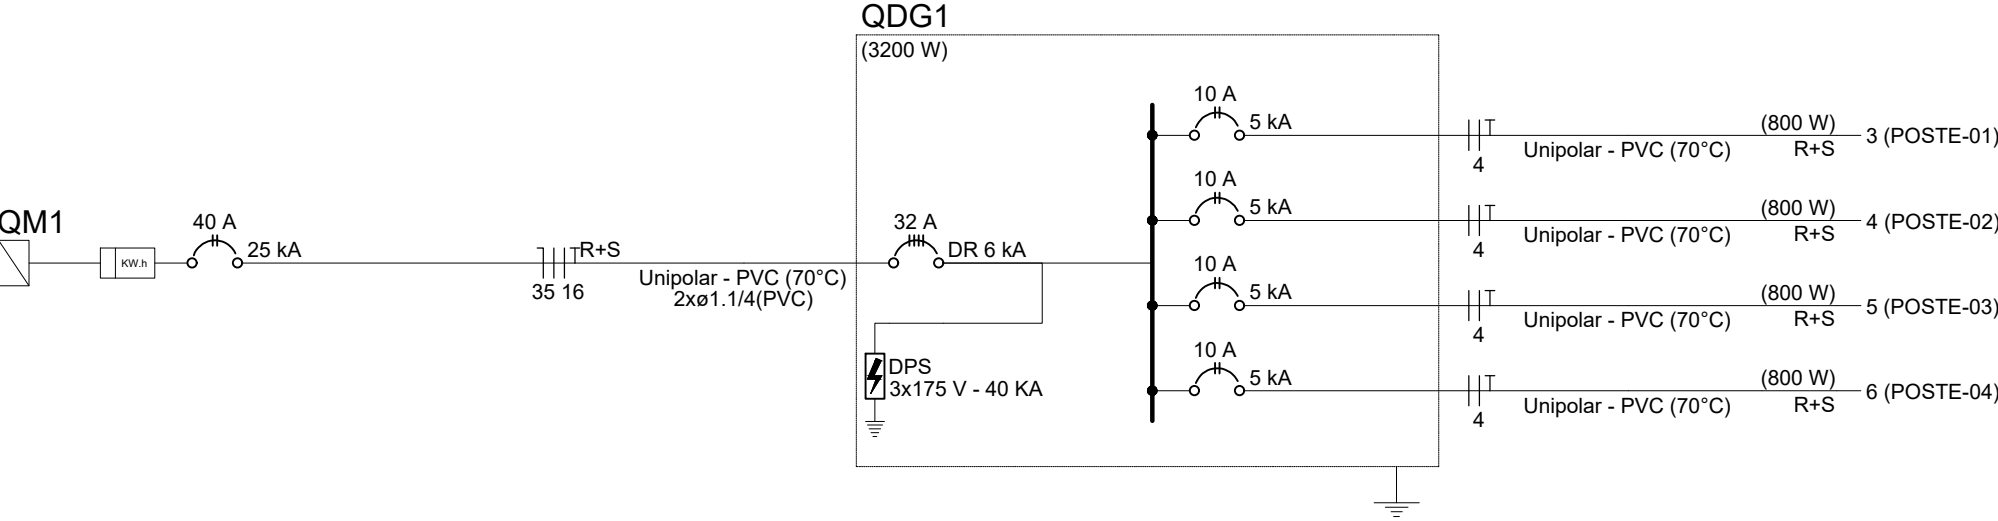 QDG1
(3200 W)
10 A
5 kA
T
4
Unipolar - PVC (70°C)
(800 W)
R+S
3 (POSTE-01)
10 A
5 kA
T
4
Unipolar - PVC (70°C)
(800 W)
R+S
4 (POSTE-02)
QM1
KW.h
40 A
25 kA
R+S
35 16
Unipolar - PVC (70°C)
2xø1.1/4(PVC)
32 A
DR 6 kA
10 A
5 kA
T
4
Unipolar - PVC (70°C)
(800 W)
R+S
5 (POSTE-03)
DPS
3x175 V - 40 KA
10 A
5 kA
T
4
Unipolar - PVC (70°C)
(800 W)
R+S
6 (POSTE-04)